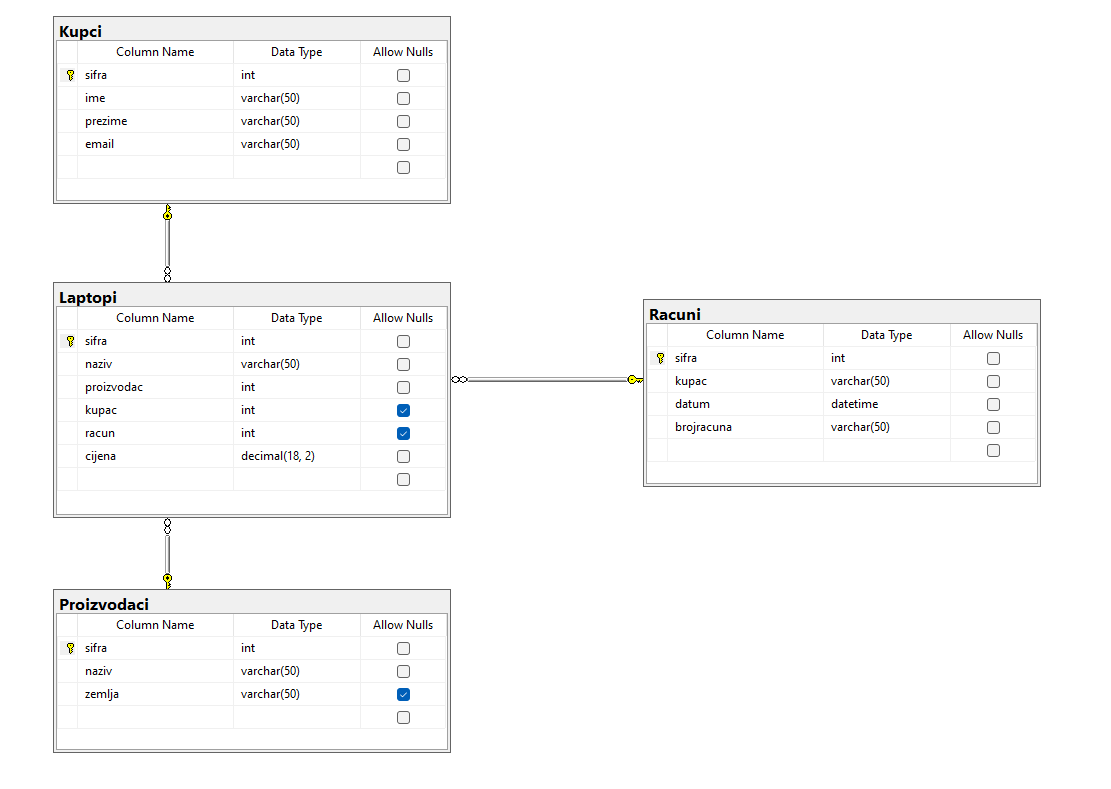 Kupci
Column Name Data Type Allow Nulls
sifra int
ime varchar(50)
prezime varchar(50)
email varchar(50)
Laptopi
Column Name Data Type Allow Nulls
sifra int
naziv varchar(50)
proizvodac int
kupac int
racun int
cijena decimal(18, 2)
Racuni
Column Name Data Type Allow Nulls
sifra int
kupac varchar(50)
datum datetime
brojracuna varchar(50)
Proizvodaci
Column Name Data Type Allow Nulls
sifra int
naziv varchar(50)
zemlja varchar(50)